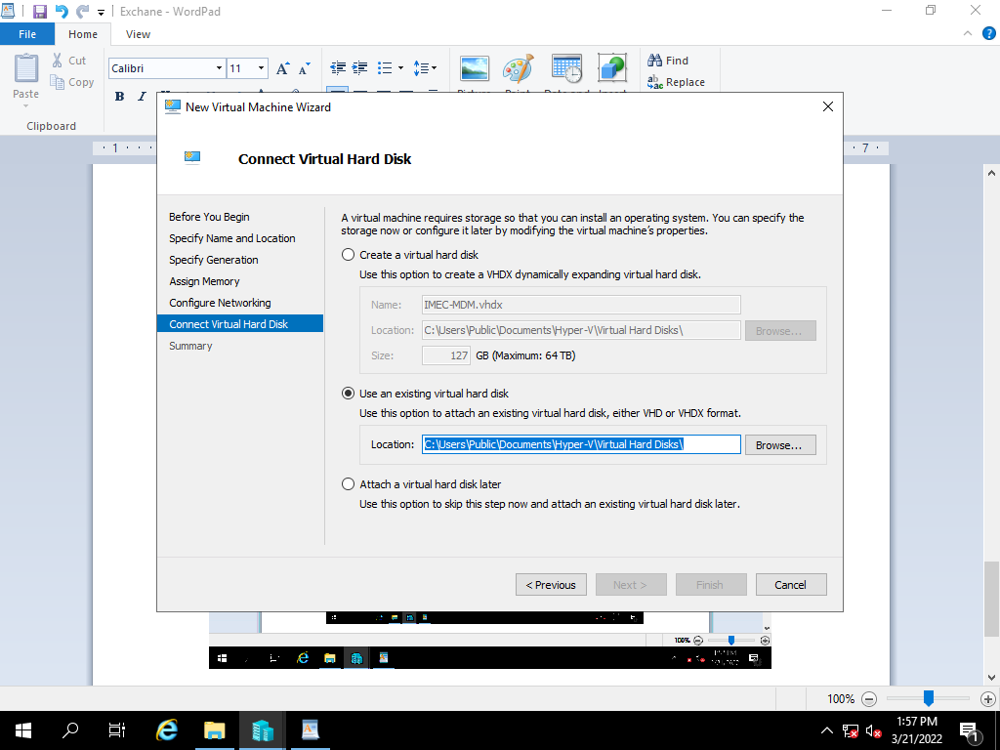 Exchane - WordPad
File Home View
Paste
Cut
Copy
Clipboard
Calibri 11
B I
Find
Replace
1
7
New Virtual Machine Wizard
Connect Virtual Hard Disk
Before You Begin
Specify Name and Location
Specify Generation
Assign Memory
Configure Networking
Connect Virtual Hard Disk
Summary
A virtual machine requires storage so that you can install an operating system. You can specify the
storage now or configure it later by modifying the virtual machine's properties.
Create a virtual hard disk
Use this option to create a VHDX dynamically expanding virtual hard disk.
Name: IMEC-MDM.vhdx
Location: C:\Users\Public\Documents\Hyper-V\Virtual Hard Disks\ Browse...
Size: 127 GB (Maximum: 64 TB)
Use an existing virtual hard disk
Use this option to attach an existing virtual hard disk, either VHD or VHDX format.
Location: C:\Users\Public\Documents\Hyper-V\Virtual Hard Disks\ Browse...
Attach a virtual hard disk later
Use this option to skip this step now and attach an existing virtual hard disk later.
< Previous Next > Finish Cancel
100%
100%
1:57 PM
3/21/2022
1